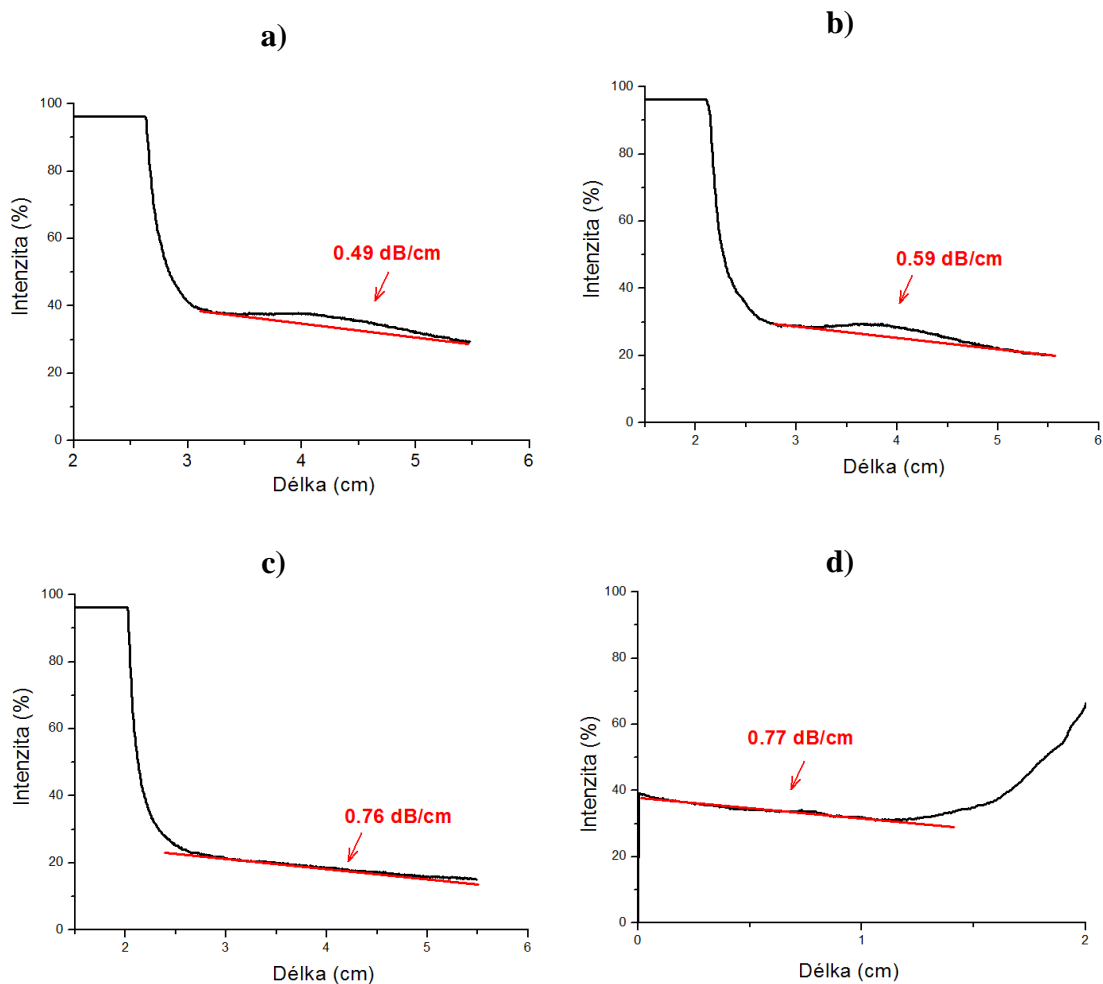 a)
100
80
60
40
20
0
2
3
4
5
6
Intenzita (%)
Délka (cm)
0.49 dB/cm
b)
100
80
60
40
20
0
2
3
4
5
6
Intenzita (%)
Délka (cm)
0.59 dB/cm
c)
100
80
60
40
20
0
2
3
4
5
6
Intenzita (%)
Délka (cm)
0.76 dB/cm
d)
100
80
60
40
20
0
0
1
2
Intenzita (%)
Délka (cm)
0.77 dB/cm